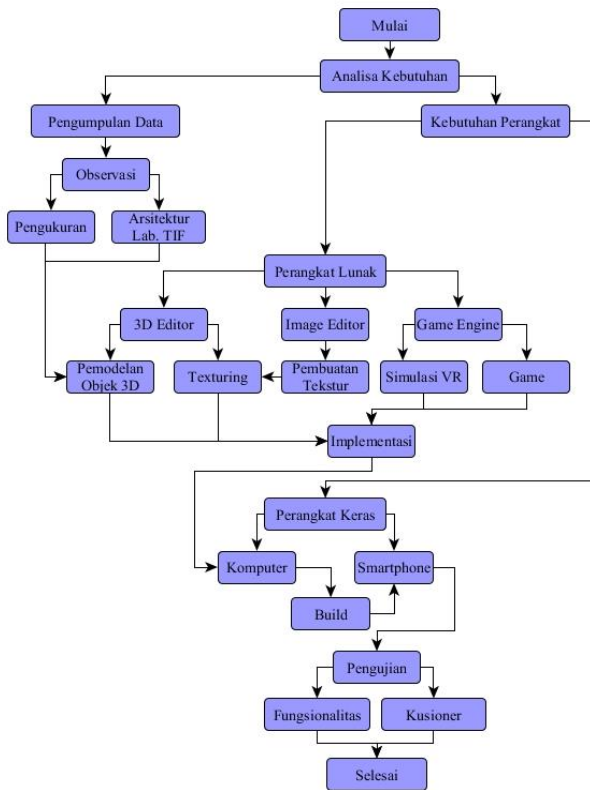 Mulai
Analisa Kebutuhan
Pengumpulan Data
Kebutuhan Perangkat
Observasi
Pengukuran
Arsitektur
Lab. TIF
Perangkat Lunak
3D Editor
Image Editor
Game Engine
Pemodelan
Objek 3D
Texturing
Pembuatan
Tekstur
Simulasi VR
Game
Implementasi
Perangkat Keras
Komputer
Smartphone
Build
Pengujian
Fungsionalitas
Kusioner
Selesai